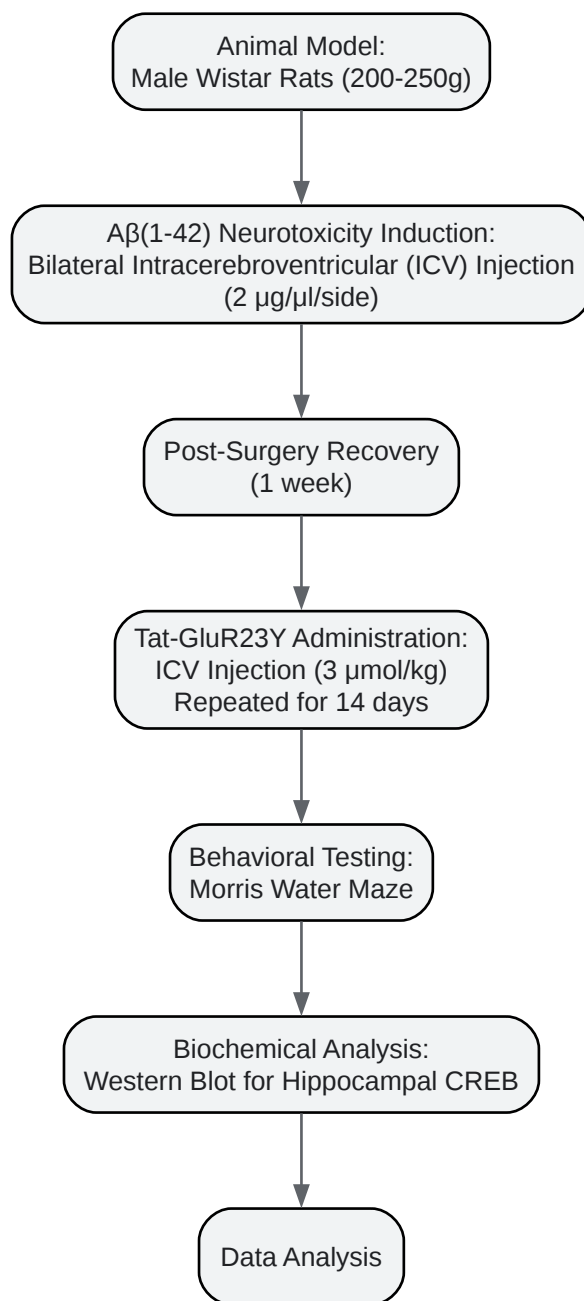 Animal Model:
Male Wistar Rats (200-250g)
Aβ(1-42) Neurotoxicity Induction:
Bilateral Intracerebroventricular (ICV) Injection
(2 μg/μl/side)
Post-Surgery Recovery
(1 week)
Tat-GluR23Y Administration:
ICV Injection (3 μmol/kg)
Repeated for 14 days
Behavioral Testing:
Morris Water Maze
Biochemical Analysis:
Western Blot for Hippocampal CREB
Data Analysis